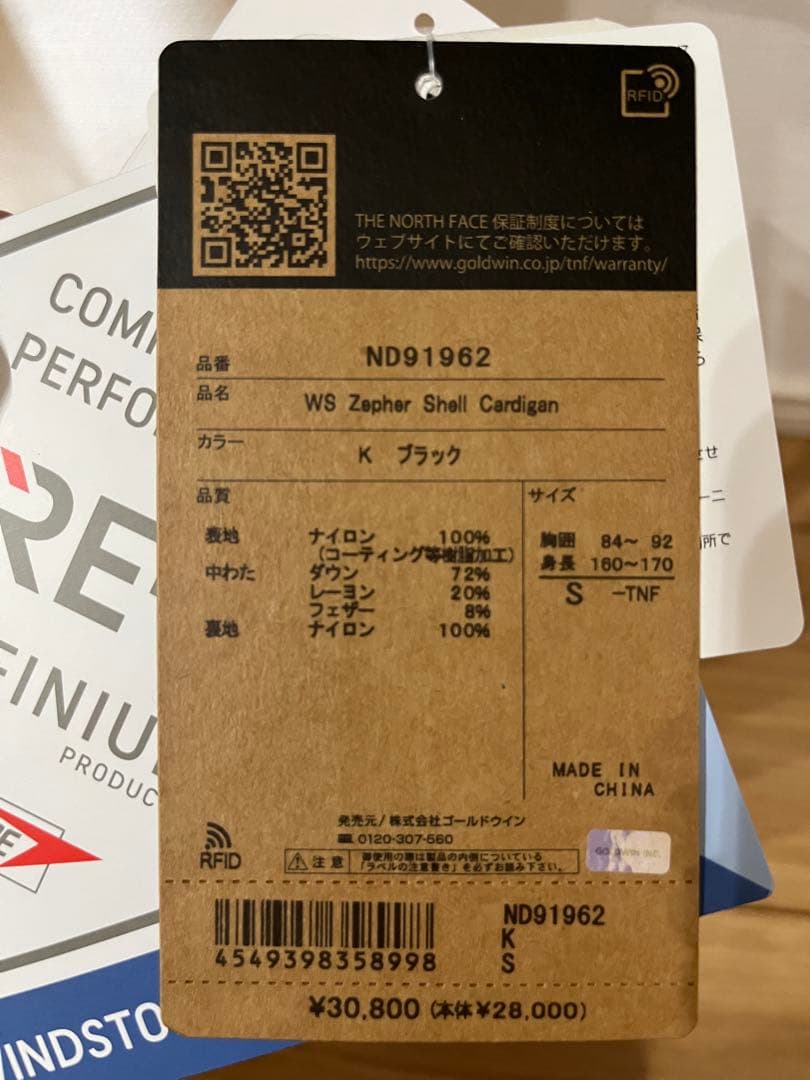 RFID
THE NORTH FACE 保証制度については
ウェブサイトにてご確認いただけます。
https://www.goldwin.co.jp/tnf/warranty/
品番 ND91962
品名 WS Zepher Shell Cardigan
カラー K ブラック
品質
表地 ナイロン 100%
(コーティング等樹脂加工)
中わた ダウン 72%
レーヨン 20%
フェザー 8%
裏地 ナイロン 100%
サイズ
胸囲 84～ 92
身長 160～170
S -TNF
MADE IN
CHINA
発売元/株式会社ゴールドウイン
0120-307-560
RFID
注意 御使用の際は製品の内側についている
「ラベルの注意書き」を必ずお読み下さい。
GOLDWIN INC.
4549398358998
ND91962
K
S
¥30,800 (本体¥28,000)
COM
PERFO
RE
FINIU
PRODUC
INDSTO